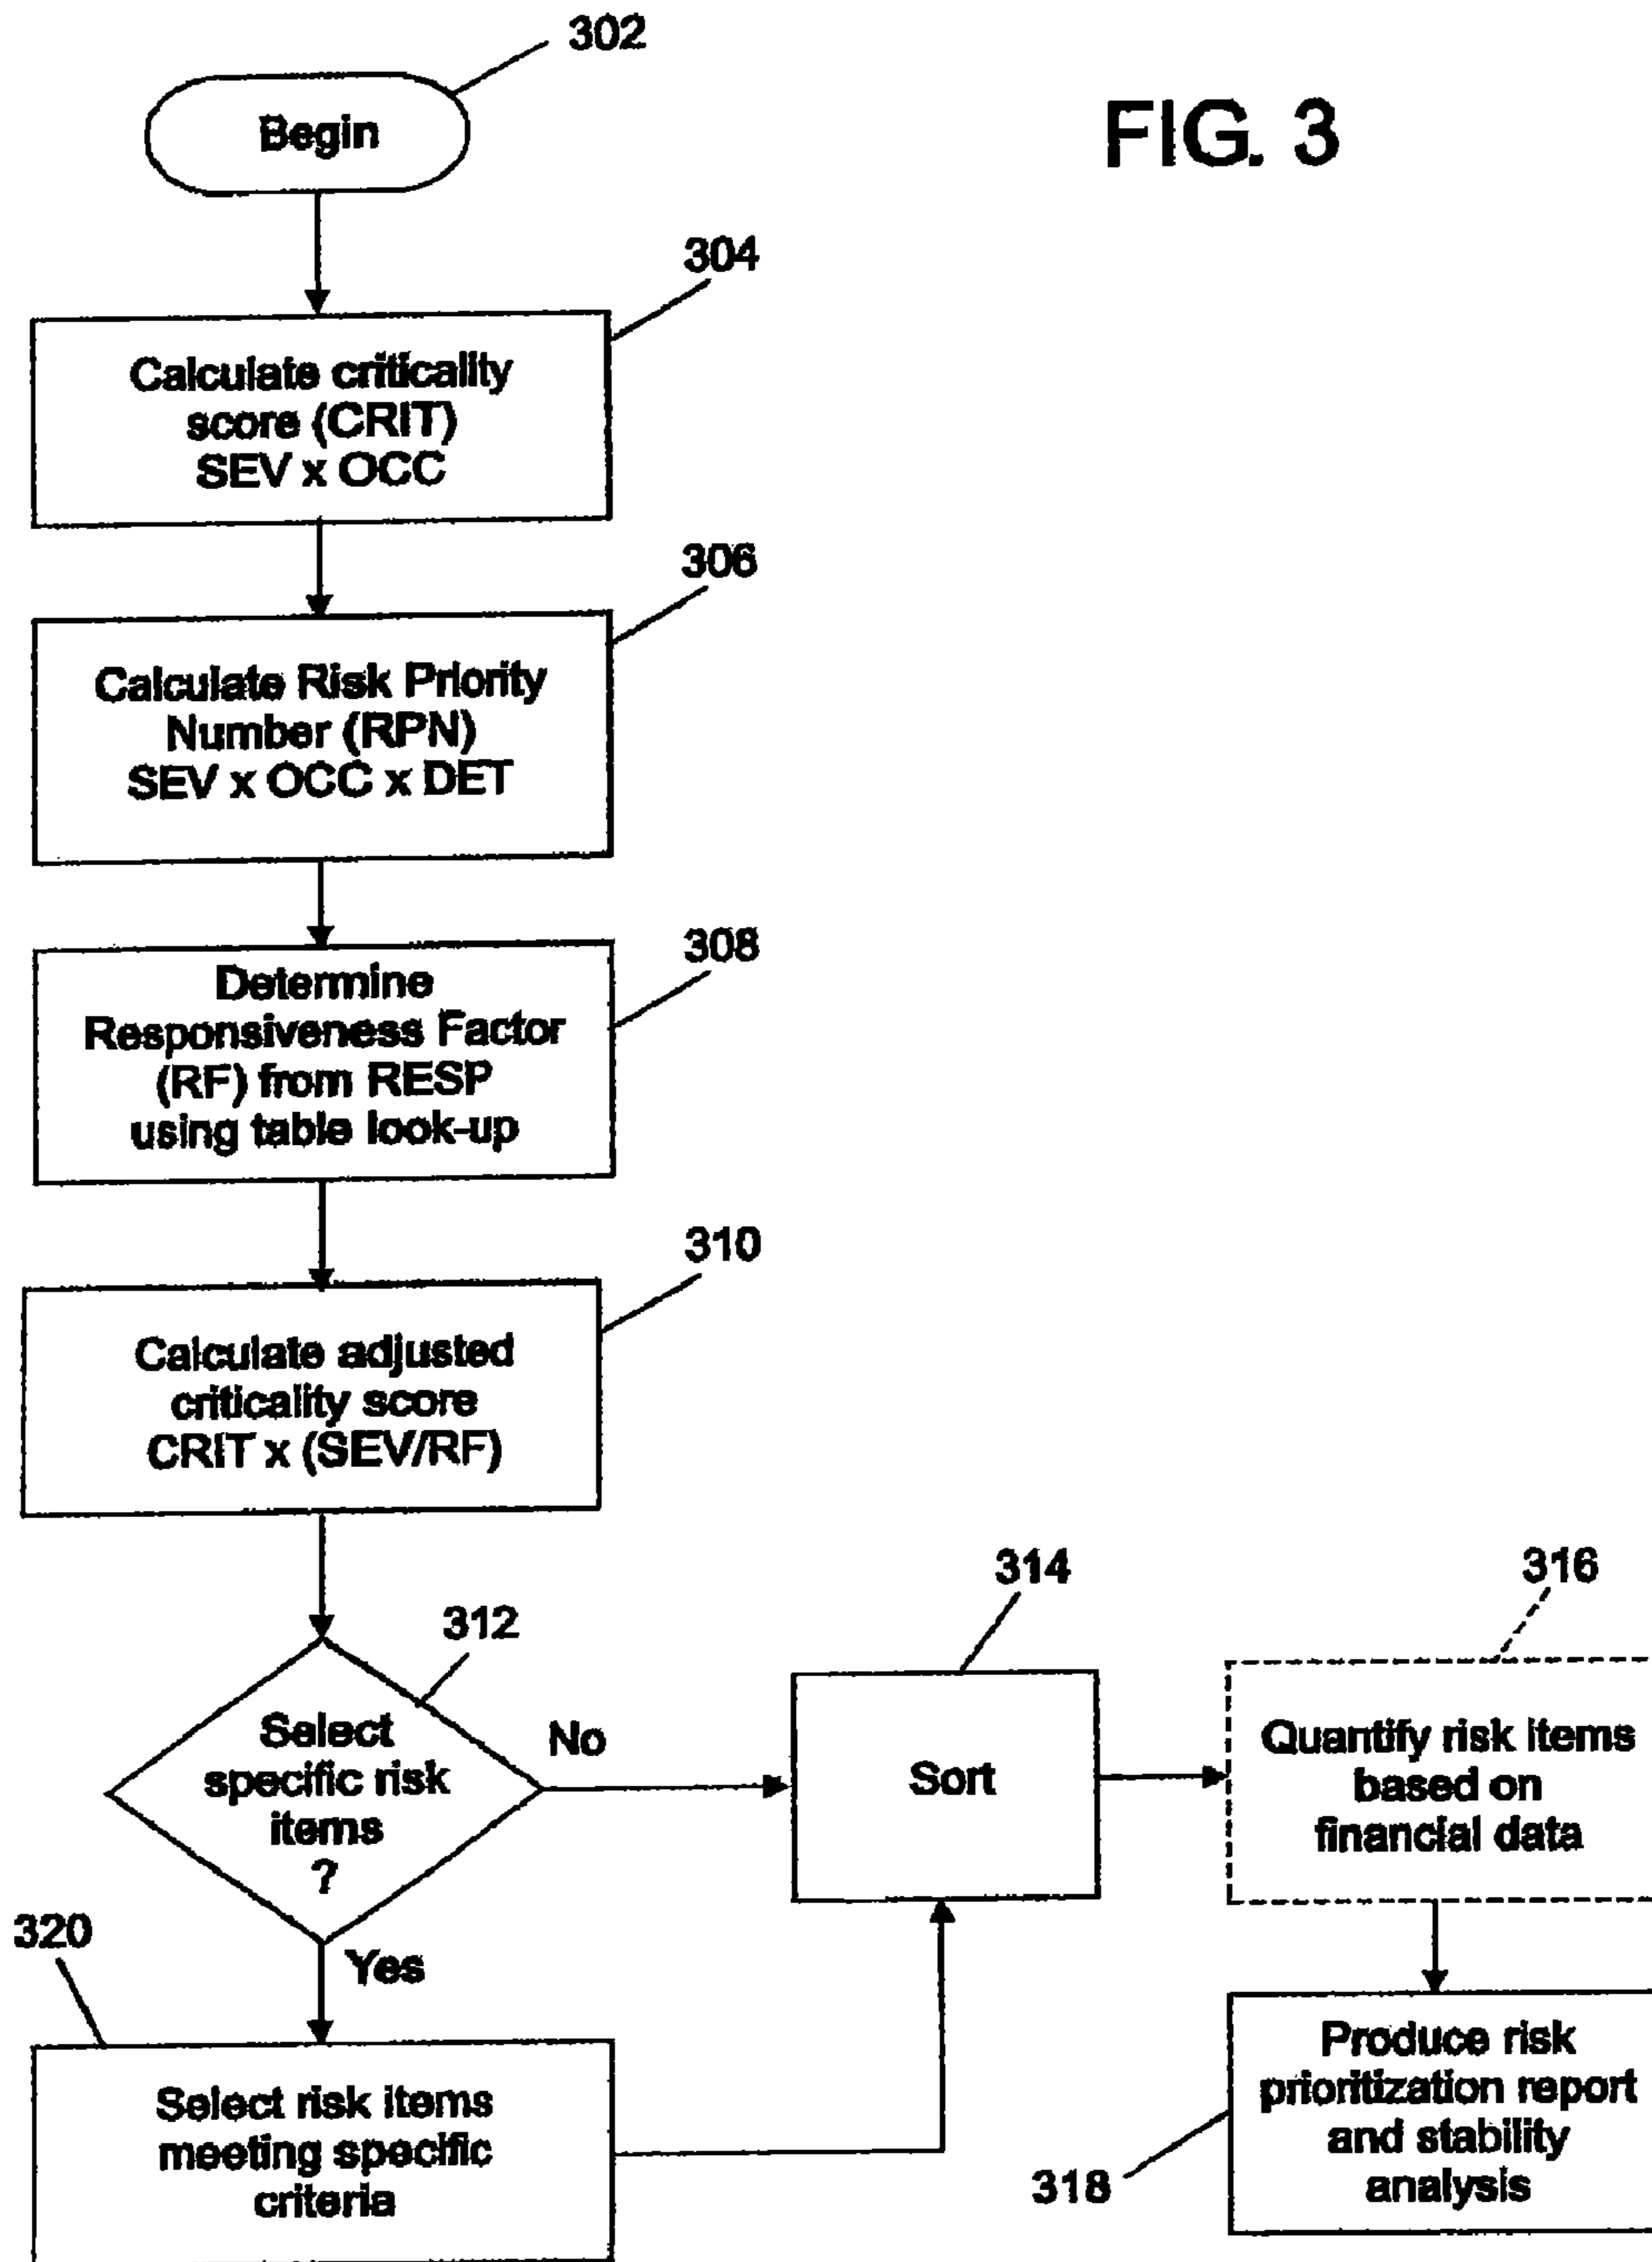 FIG. 3
302
Begin
304
Calculate criticality
score (CRIT)
SEV x OCC
306
Calculate Risk Priority
Number (RPN)
SEV x OCC x DET
308
Determine
Responsiveness Factor
(RF) from RESP
using table look-up
310
Calculate adjusted
criticality score
CRIT x (SEV/RF)
312
Select
specific risk
items
?
No
Yes
314
Sort
316
Quantify risk items
based on
financial data
320
Select risk items
meeting specific
criteria
318
Produce risk
prioritization report
and stability
analysis